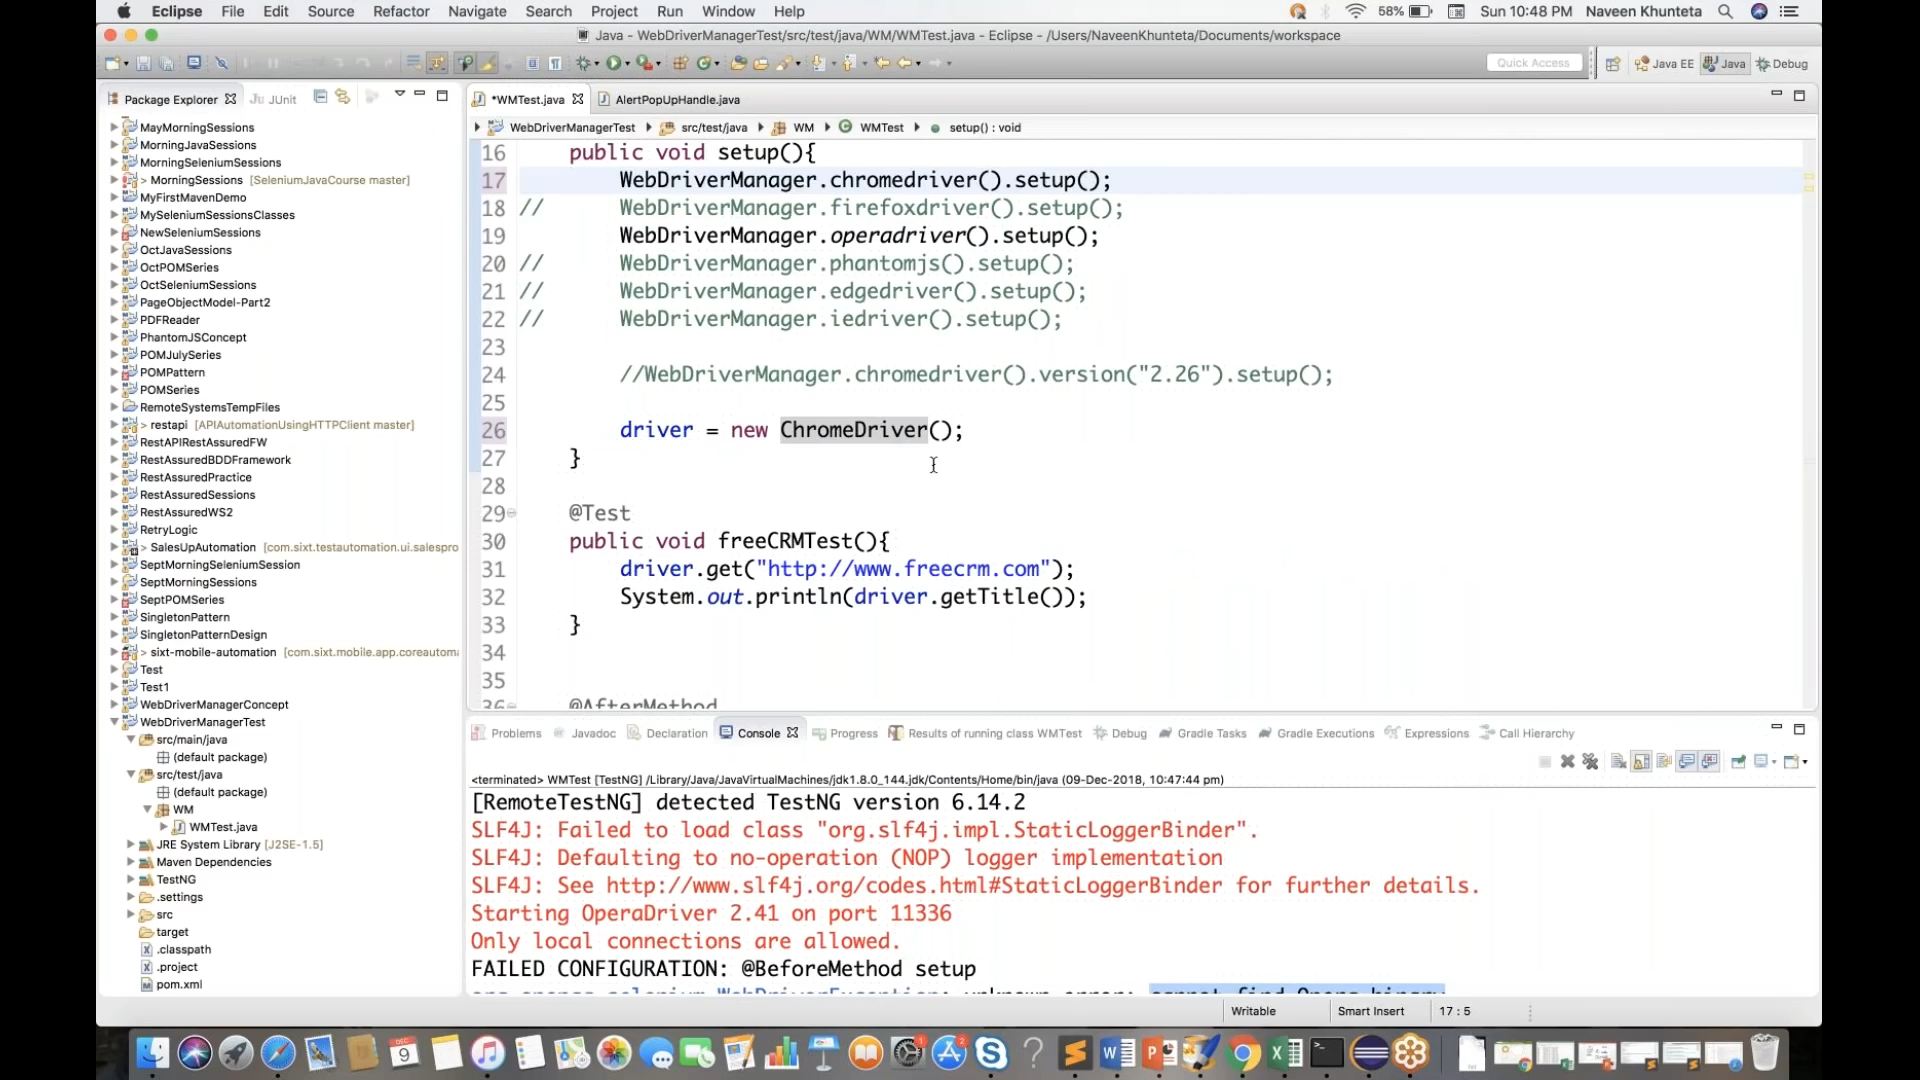 Eclipse File Edit Source Refactor Navigate Search Project Run Window Help 58% Sun 10:48 PM Naveen Khunteta
Java - WebDriverManagerTest/src/test/java/WM/WMTest.java - Eclipse - /Users/NaveenKhunteta/Documents/workspace
Quick Access Java EE Java Debug
Package Explorer JUnit *WMTest.java AlertPopUpHandle.java
WebDriverManagerTest src/test/java WM WMTest setup() : void
MayMorningSessions
MorningJavaSessions
MorningSeleniumSessions
> MorningSessions [SeleniumJavaCourse master]
MyFirstMavenDemo
MySeleniumSessionsClasses
NewSeleniumSessions
OctJavaSessions
OctPOMSeries
OctSeleniumSessions
PageObjectModel-Part2
PDFReader
PhantomJSConcept
POMJulySeries
POMPattern
POMSeries
RemoteSystemsTempFiles
> restapi [APIAutomationUsingHTTPClient master]
RestAPIRestAssuredFW
RestAssuredBDDFramework
RestAssuredPractice
RestAssuredSessions
RestAssuredWS2
RetryLogic
> SalesUpAutomation [com.sixt.testautomation.ui.salespro
SeptMorningSeleniumSession
SeptMorningSessions
SeptPOMSeries
SingletonPattern
SingletonPatternDesign
> sixt-mobile-automation [com.sixt.mobile.app.coreautoma
Test
Test1
WebDriverManagerConcept
WebDriverManagerTest
src/main/java
(default package)
src/test/java
(default package)
WM
WMTest.java
JRE System Library [J2SE-1.5]
Maven Dependencies
TestNG
.settings
src
target
.classpath
.project
pom.xml
16 public void setup(){
17 WebDriverManager.chromedriver().setup();
18 // WebDriverManager.firefoxdriver().setup();
19 WebDriverManager.operadriver().setup();
20 // WebDriverManager.phantomjs().setup();
21 // WebDriverManager.edgedriver().setup();
22 // WebDriverManager.iedriver().setup();
23
24 //WebDriverManager.chromedriver().version("2.26").setup();
25
26 driver = new ChromeDriver();
27 }
28
29 @Test
30 public void freeCRMTest(){
31 driver.get("http://www.freecrm.com");
32 System.out.println(driver.getTitle());
33 }
34
35
36 @AfterMethod
Problems Javadoc Declaration Console Progress Results of running class WMTest Debug Gradle Tasks Gradle Executions Expressions Call Hierarchy
<terminated> WMTest [TestNG] /Library/Java/JavaVirtualMachines/jdk1.8.0_144.jdk/Contents/Home/bin/java (09-Dec-2018, 10:47:44 pm)
[RemoteTestNG] detected TestNG version 6.14.2
SLF4J: Failed to load class "org.slf4j.impl.StaticLoggerBinder".
SLF4J: Defaulting to no-operation (NOP) logger implementation
SLF4J: See http://www.slf4j.org/codes.html#StaticLoggerBinder for further details.
Starting OperaDriver 2.41 on port 11336
Only local connections are allowed.
FAILED CONFIGURATION: @BeforeMethod setup
org.openqa.selenium.WebDriverException: unknown error: cannot find Opera binary
Writable Smart Insert 17 : 5